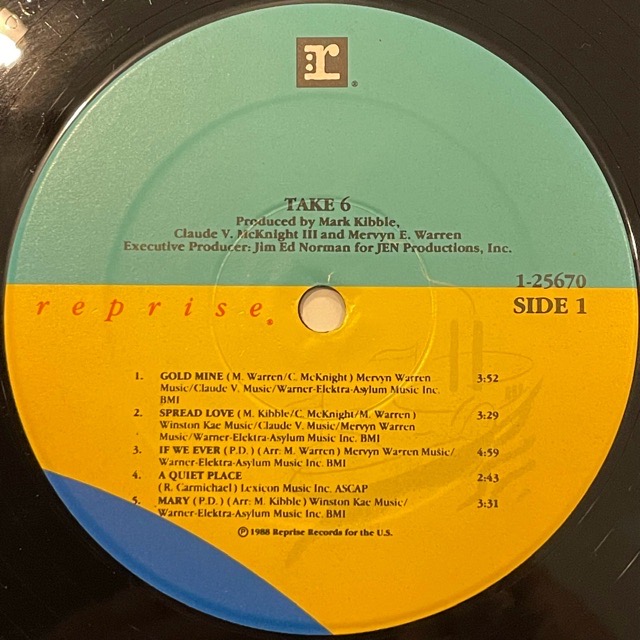 r
TAKE 6
Produced by Mark Kibble,
Claude V. McKnight III and Mervyn E. Warren
Executive Producer: Jim Ed Norman for JEN Productions, Inc.
1-25670
reprise®
SIDE 1
1. GOLD MINE (M. Warren/C. McKnight) Mervyn Warren 3:52
Music/Claude V. Music/Warner-Elektra-Asylum Music Inc.
BMI
2. SPREAD LOVE (M. Kibble/C. McKnight/M. Warren) 3:29
Winston Kae Music/Claude V. Music/Mervyn Warren
Music/Warner-Elektra-Asylum Music Inc. BMI
3. IF WE EVER (P.D.) (Arr: M. Warren) Mervyn Warren Music/ 4:59
Warner-Elektra-Asylum Music Inc. BMI
4. A QUIET PLACE 2:43
(R. Carmichael) Lexicon Music Inc. ASCAP
5. MARY (P.D.) (Arr: M. Kibble) Winston Kae Music/ 3:31
Warner-Elektra-Asylum Music Inc. BMI
℗ 1988 Reprise Records for the U.S.